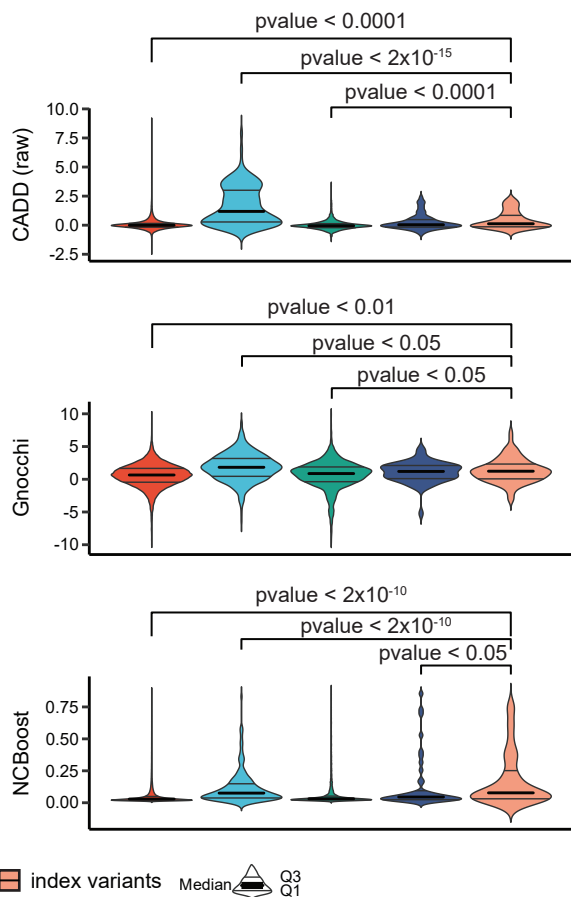 pvalue < 0.0001
pvalue < 2x10⁻¹⁵
pvalue < 0.0001
CADD (raw)
10.0
7.5
5.0
2.5
0.0
-2.5
pvalue < 0.01
pvalue < 0.05
pvalue < 0.05
Gnocchi
10
5
0
-5
-10
pvalue < 2x10⁻¹⁰
pvalue < 2x10⁻¹⁰
pvalue < 0.05
NCBoost
0.75
0.50
0.25
0.00
index variants Median Q3
Q1